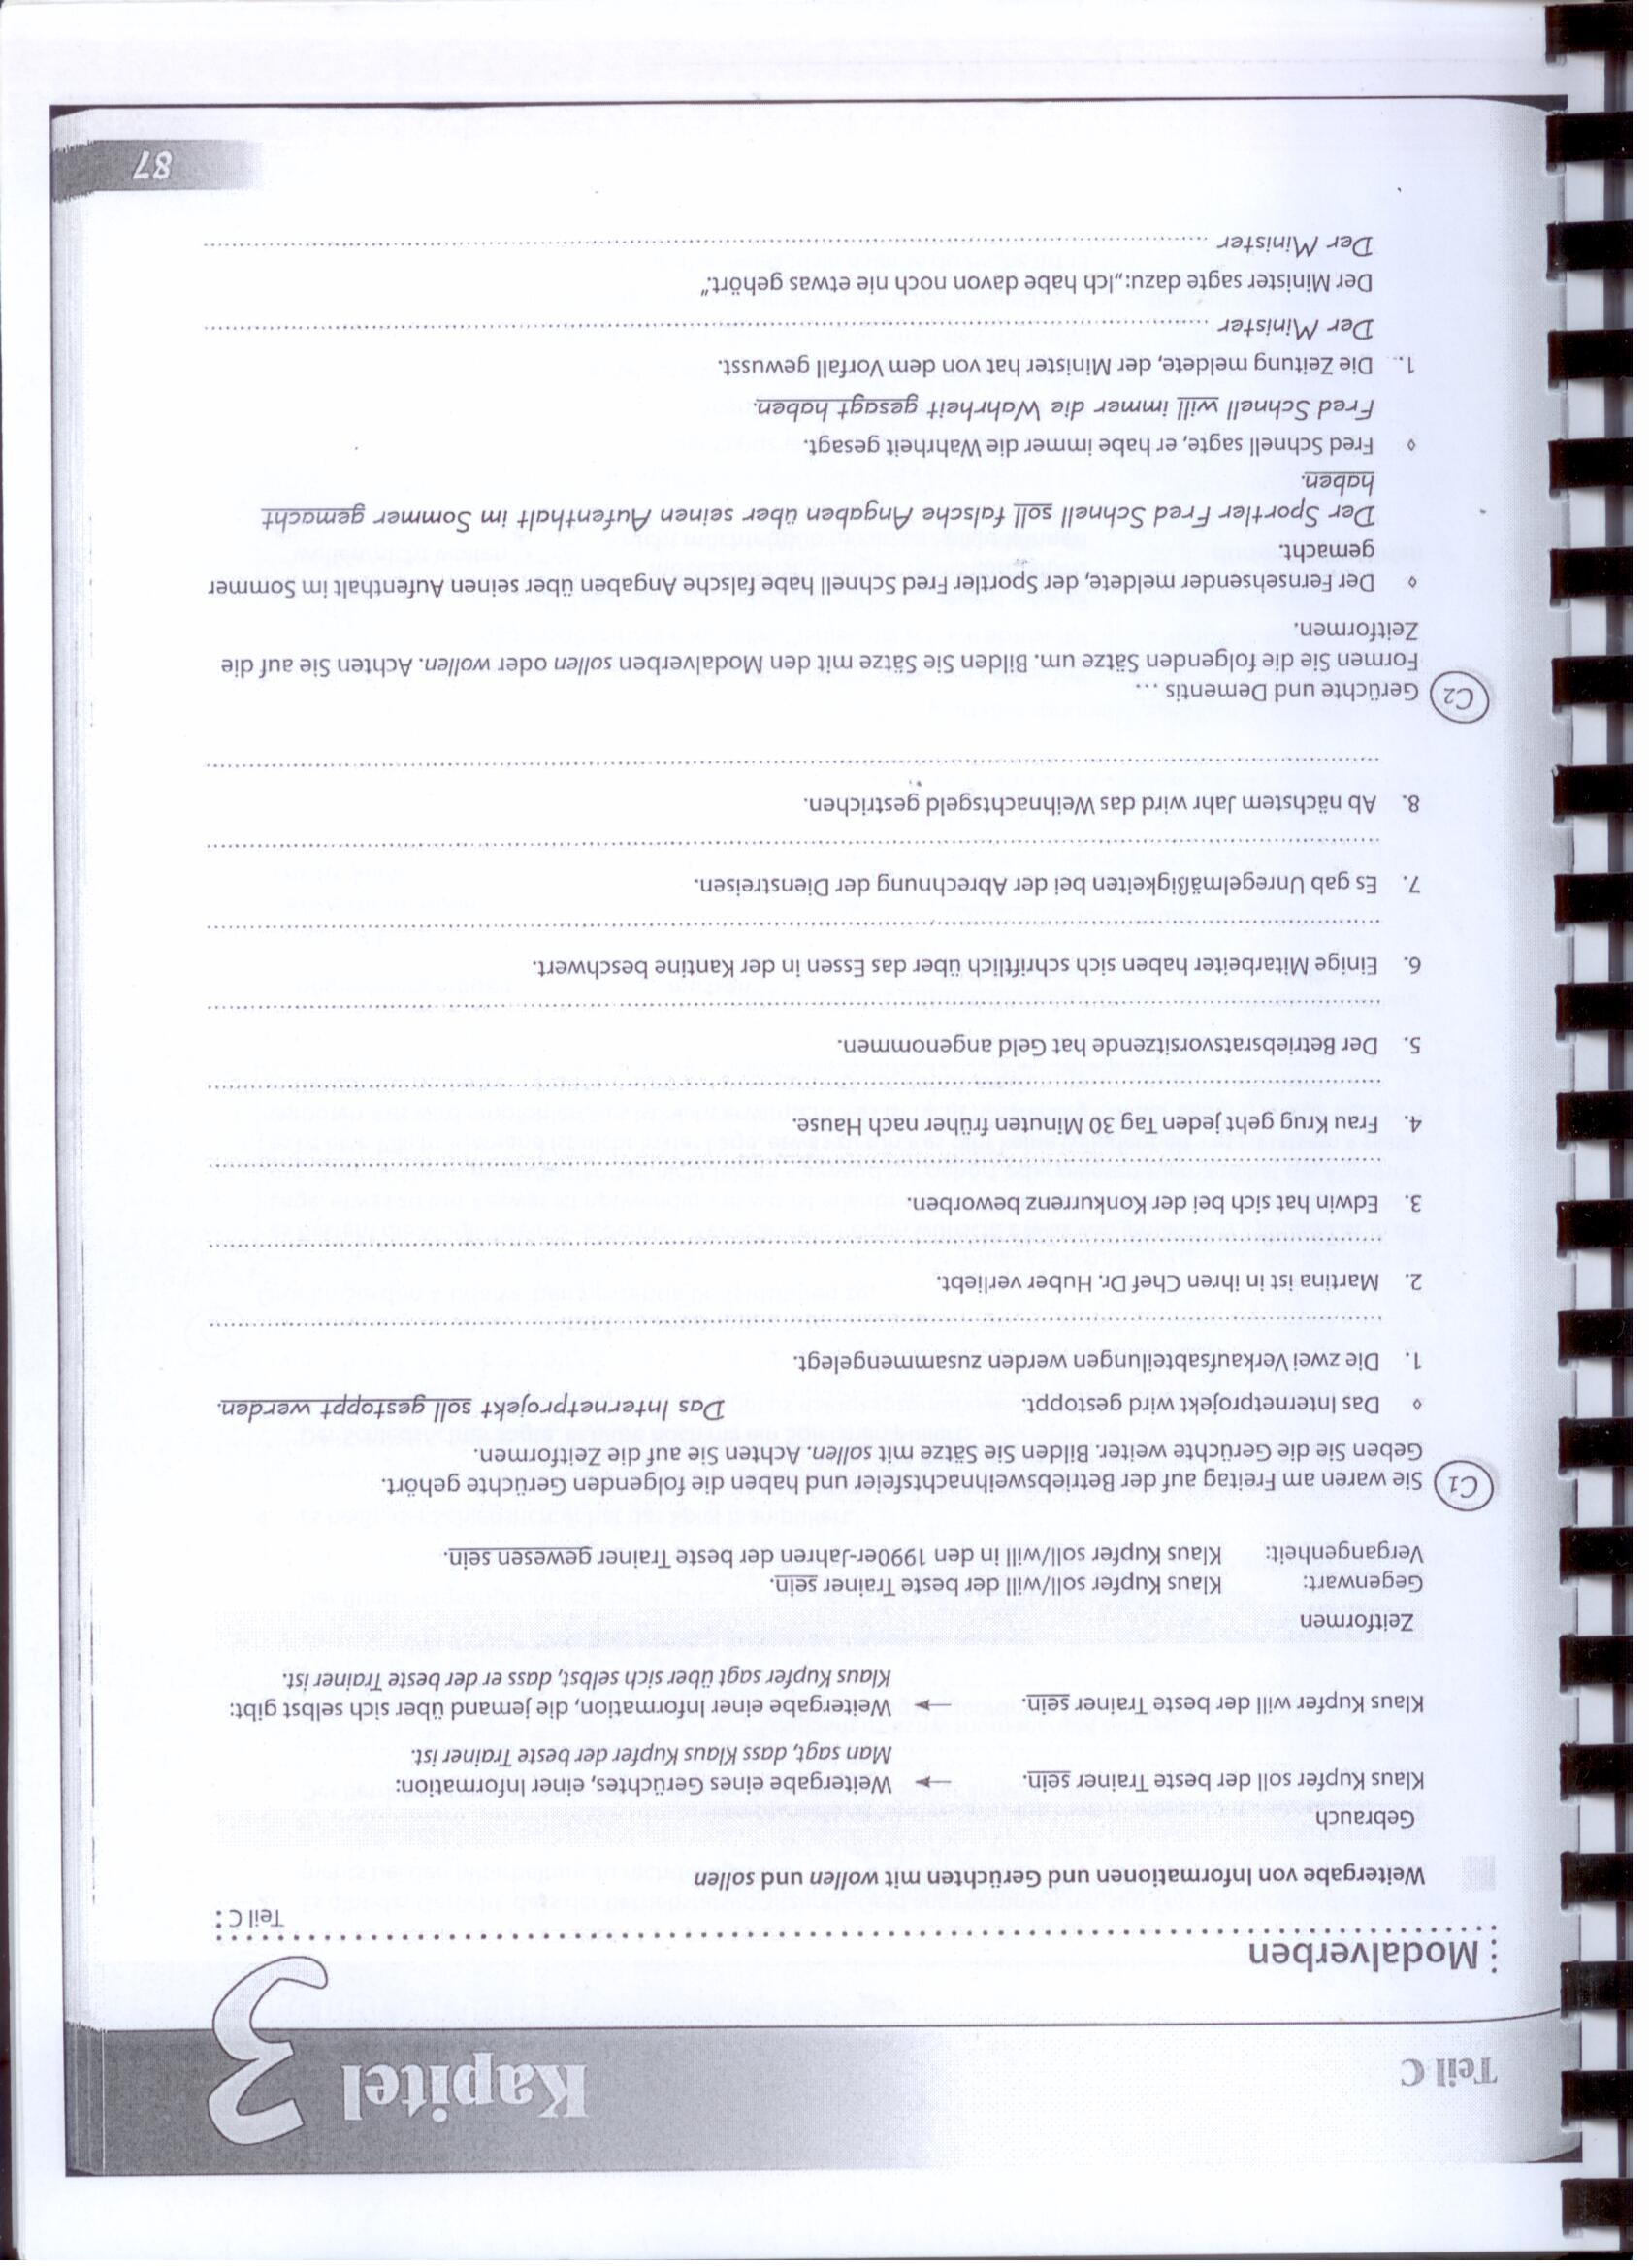 Teil C
Kapitel 3
Modalverben
Teil C
Weitergabe von Informationen und Gerüchten mit wollen und sollen
Gebrauch
Klaus Kupfer soll der beste Trainer sein. → Weitergabe eines Gerüchtes, einer Information:
Man sagt, dass Klaus Kupfer der beste Trainer ist.
Klaus Kupfer will der beste Trainer sein. → Weitergabe einer Information, die jemand über sich selbst gibt:
Klaus Kupfer sagt über sich selbst, dass er der beste Trainer ist.
Zeitformen
Gegenwart: Klaus Kupfer soll/will der beste Trainer sein.
Vergangenheit: Klaus Kupfer soll/will in den 1990er-Jahren der beste Trainer gewesen sein.
C1 Sie waren am Freitag auf der Betriebsweihnachtsfeier und haben die folgenden Gerüchte gehört.
Geben Sie die Gerüchte weiter. Bilden Sie Sätze mit sollen. Achten Sie auf die Zeitformen.
◊ Das Internetprojekt wird gestoppt. Das Internetprojekt soll gestoppt werden.
1. Die zwei Verkaufsabteilungen werden zusammengelegt.
2. Martina ist in ihren Chef Dr. Huber verliebt.
3. Edwin hat sich bei der Konkurrenz beworben.
4. Frau Krug geht jeden Tag 30 Minuten früher nach Hause.
5. Der Betriebsratsvorsitzende hat Geld angenommen.
6. Einige Mitarbeiter haben sich schriftlich über das Essen in der Kantine beschwert.
7. Es gab Unregelmäßigkeiten bei der Abrechnung der Dienstreisen.
8. Ab nächstem Jahr wird das Weihnachtsgeld gestrichen.
C2 Gerüchte und Dementis ...
Formen Sie die folgenden Sätze um. Bilden Sie Sätze mit den Modalverben sollen oder wollen. Achten Sie auf die
Zeitformen.
◊ Der Fernsehsender meldete, der Sportler Fred Schnell habe falsche Angaben über seinen Aufenthalt im Sommer
gemacht.
Der Sportler Fred Schnell soll falsche Angaben über seinen Aufenthalt im Sommer gemacht
haben.
◊ Fred Schnell sagte, er habe immer die Wahrheit gesagt.
Fred Schnell will immer die Wahrheit gesagt haben.
1. Die Zeitung meldete, der Minister hat von dem Vorfall gewusst.
Der Minister
Der Minister sagte dazu: „Ich habe davon noch nie etwas gehört."
Der Minister
87